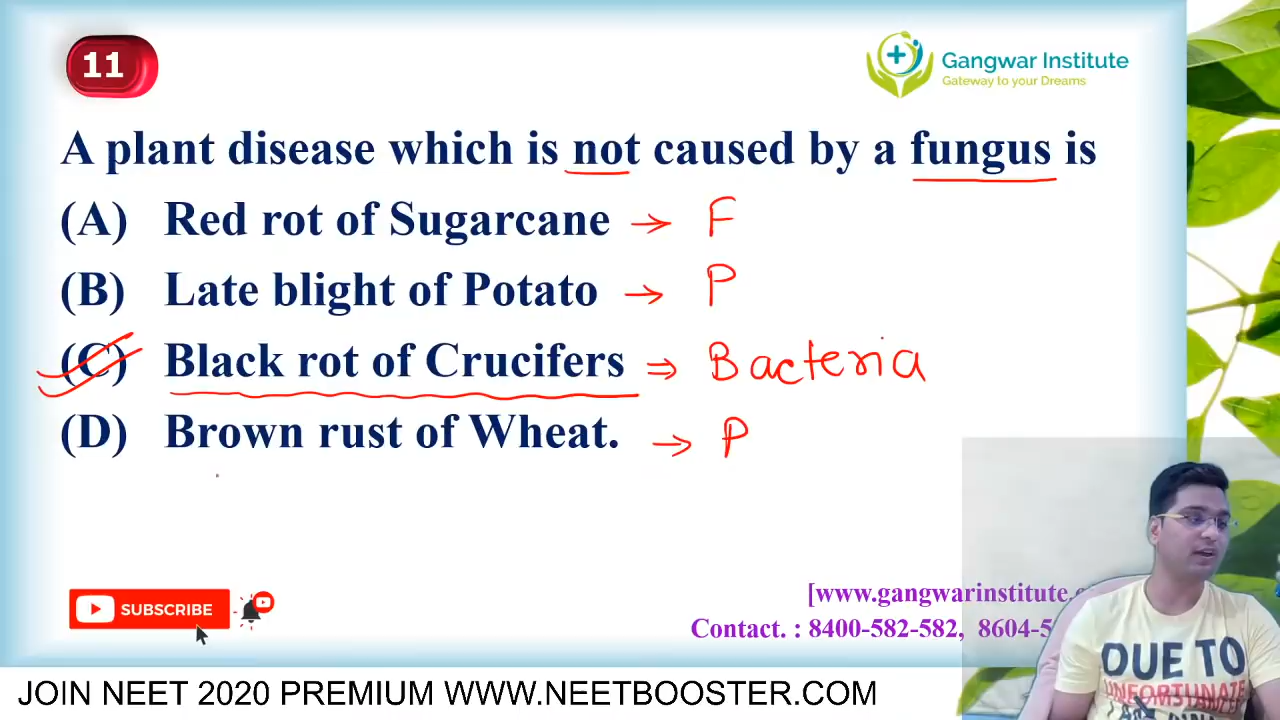 11
Gangwar Institute
Gateway to your Dreams
A plant disease which is not caused by a fungus is
(A) Red rot of Sugarcane → F
(B) Late blight of Potato → P
(C) Black rot of Crucifers ⇒ Bacteria
(D) Brown rust of Wheat. → P
SUBSCRIBE
[www.gangwarinstitute.
Contact. : 8400-582-582, 8604-5
DUE TO
UNFORTUNATE
JOIN NEET 2020 PREMIUM WWW.NEETBOOSTER.COM